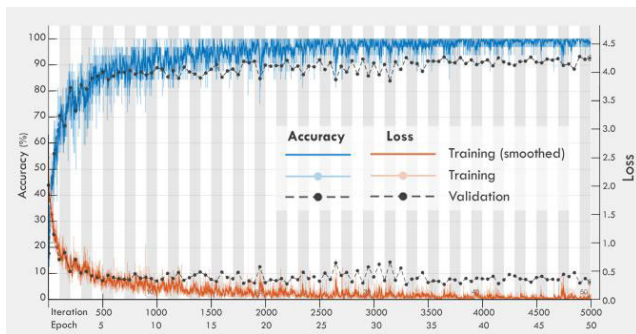 100
90
80
70
60
50
40
30
20
10
0
Accuracy (%)
4.5
4.0
3.5
3.0
2.5
2.0
1.5
1.0
0.5
0.0
Loss
Accuracy Loss
Training (smoothed)
Training
Validation
Iteration 500 1000 1500 2000 2500 3000 3500 4000 4500 5000
Epoch 5 10 15 20 25 30 35 40 45 50